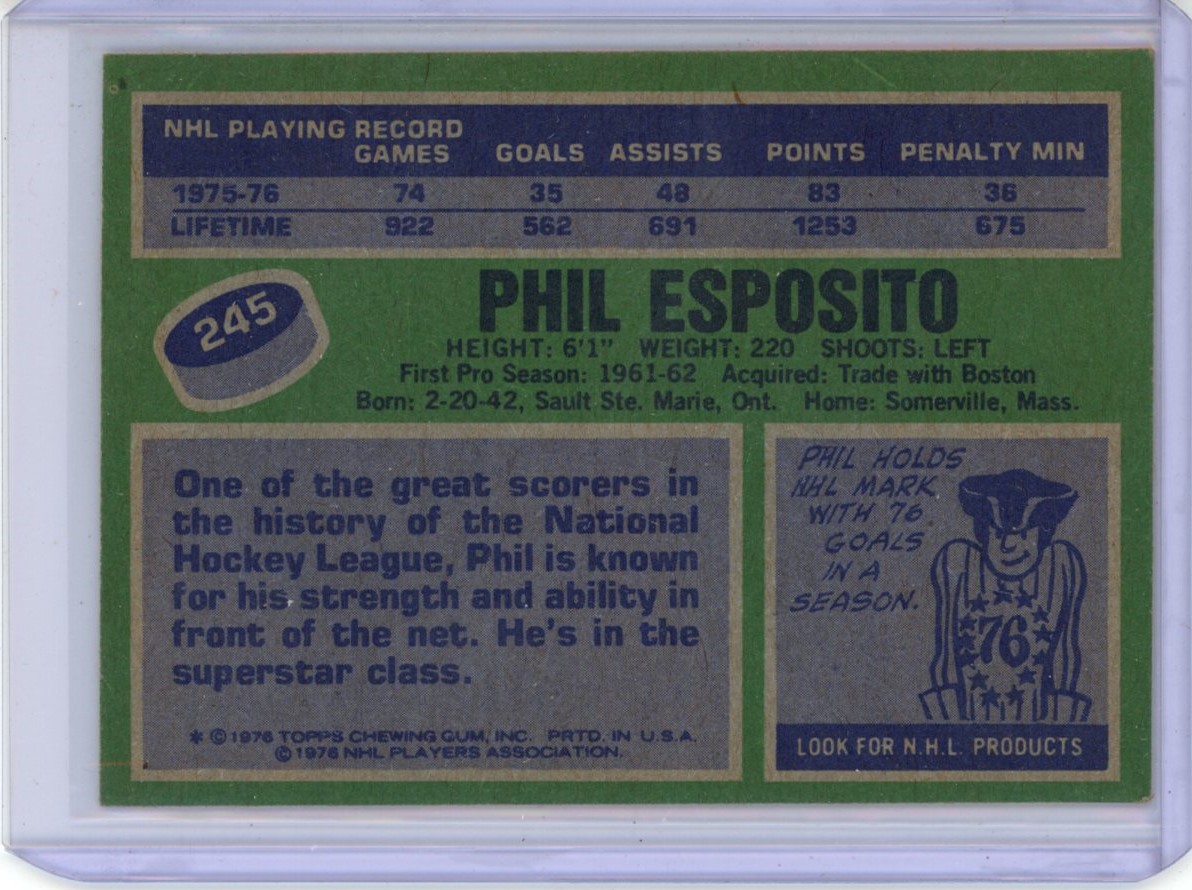 NHL PLAYING RECORD
GAMES GOALS ASSISTS POINTS PENALTY MIN
1975-76 74 35 48 83 36
LIFETIME 922 562 691 1253 675
245
PHIL ESPOSITO
HEIGHT: 6'1" WEIGHT: 220 SHOOTS: LEFT
First Pro Season: 1961-62 Acquired: Trade with Boston
Born: 2-20-42, Sault Ste. Marie, Ont. Home: Somerville, Mass.
One of the great scorers in
the history of the National
Hockey League, Phil is known
for his strength and ability in
front of the net. He's in the
superstar class.
* © 1976 TOPPS CHEWING GUM, INC. PRTD. IN U.S.A.
© 1976 NHL PLAYERS ASSOCIATION.
PHIL HOLDS
NHL MARK
WITH 76
GOALS
IN A
SEASON.
76
LOOK FOR N.H.L. PRODUCTS